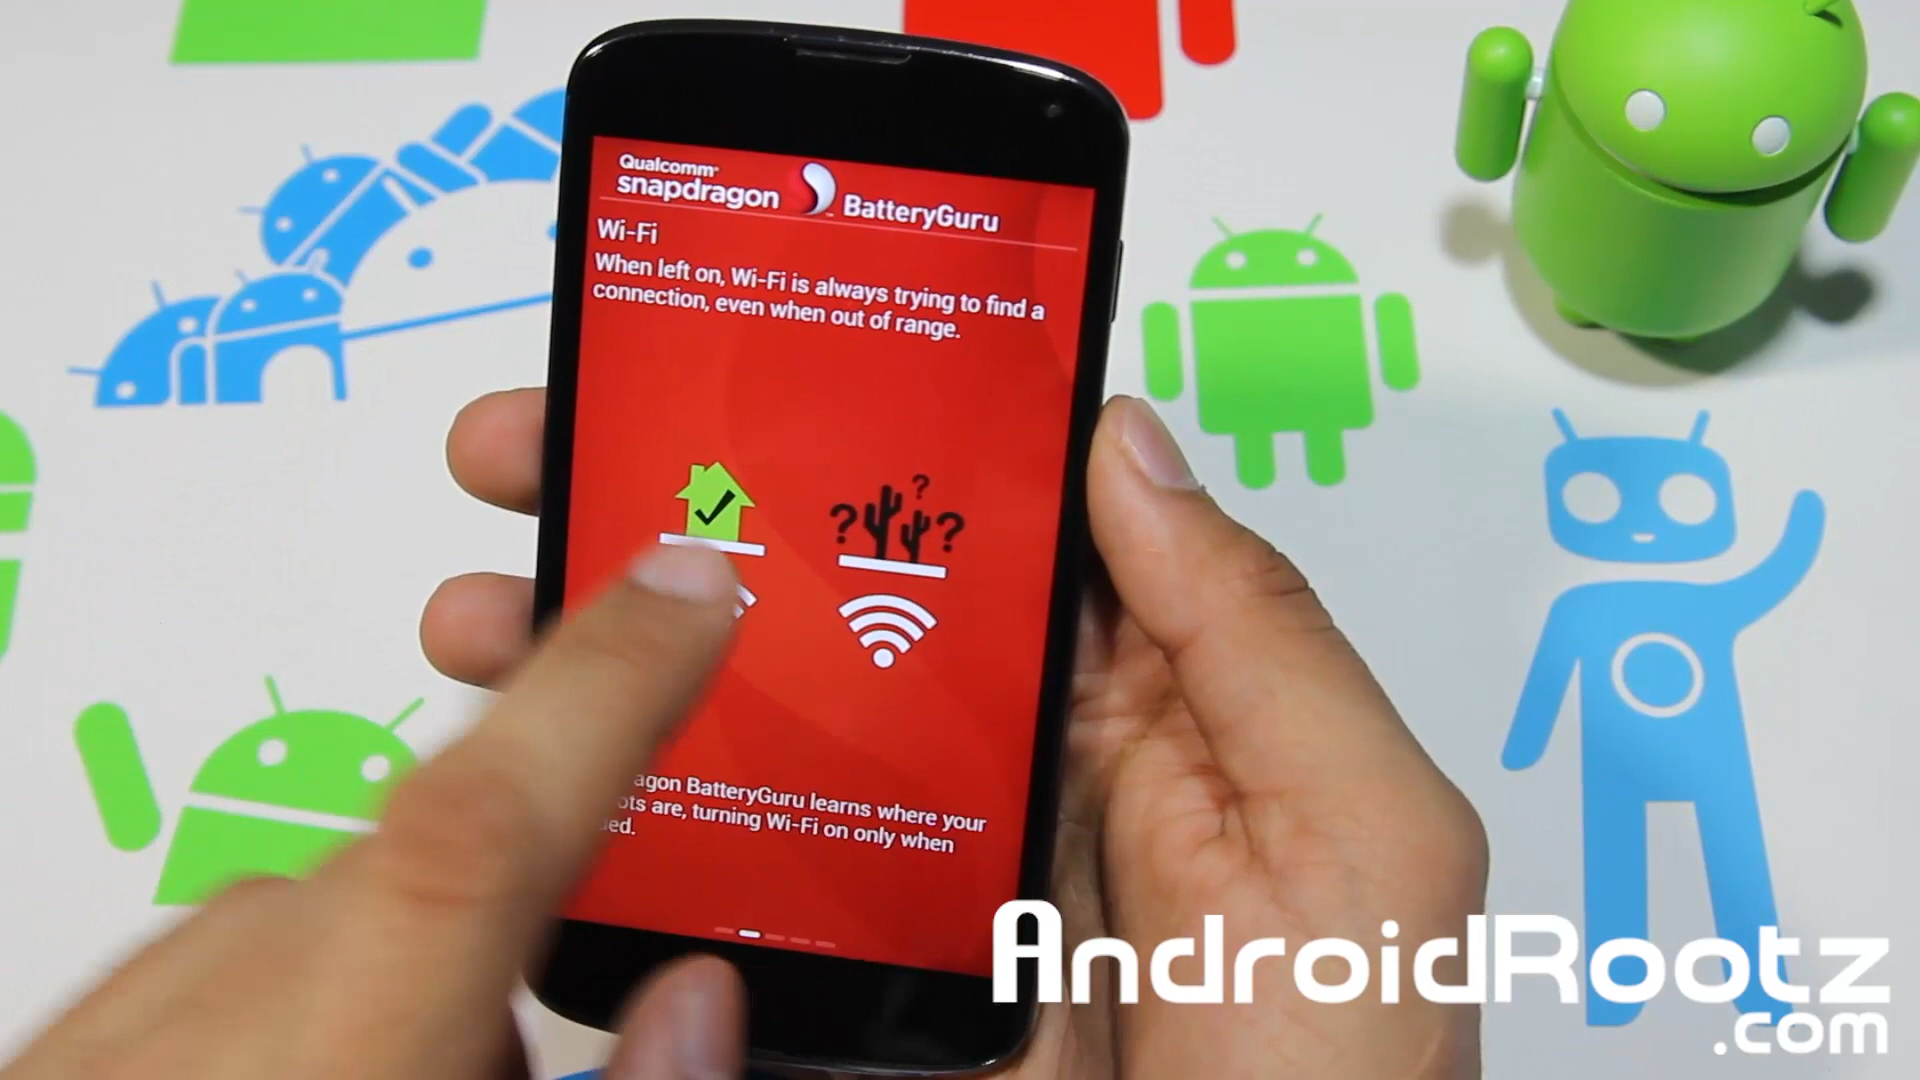 Qualcomm
snapdragon BatteryGuru
Wi-Fi
When left on, Wi-Fi is always trying to find a
connection, even when out of range.
? ? ?
BatteryGuru learns where your
are, turning Wi-Fi on only when
AndroidRootz
.com